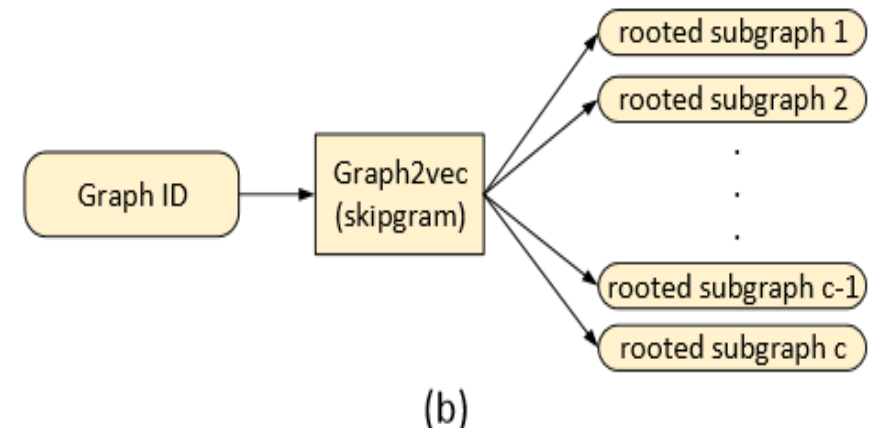 rooted subgraph 1
rooted subgraph 2
Graph ID
Graph2vec
(skipgram)
.
.
.
rooted subgraph c-1
rooted subgraph c
(b)